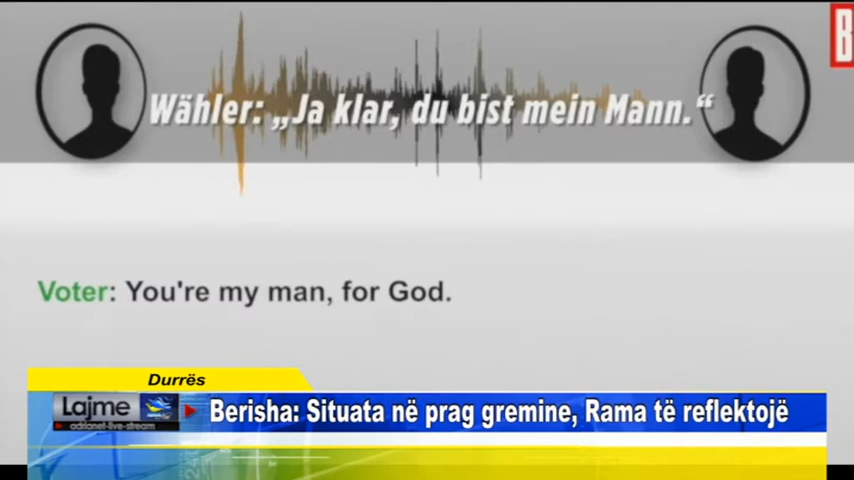 B
Wähler: „Ja klar, du bist mein Mann.“
Voter: You're my man, for God.
Durrës
Lajme
adrianet-live-stream
Berisha: Situata në prag gremine, Rama të reflektojë